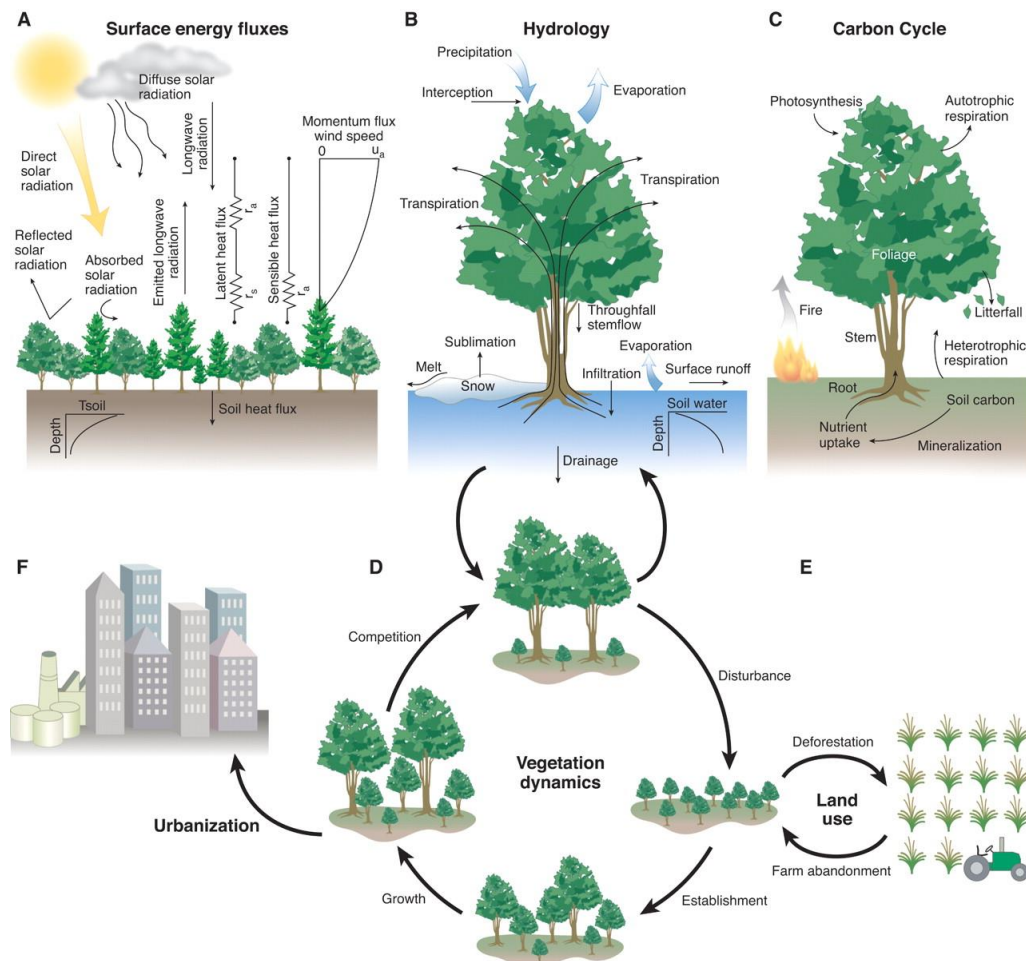 A
Surface energy fluxes
Diffuse solar
radiation
Direct
solar
radiation
Longwave
radiation
Momentum flux
wind speed
0
ua
Reflected
solar
radiation
Absorbed
solar
radiation
Emitted longwave
radiation
Latent heat flux
ra
rs
Sensible heat flux
ra
Tsoil
Depth
Soil heat flux
B
Hydrology
Precipitation
Interception
Evaporation
Transpiration
Transpiration
Throughfall
stemflow
Sublimation
Evaporation
Melt
Snow
Infiltration
Surface runoff
Soil water
Depth
Drainage
C
Carbon Cycle
Photosynthesis
Autotrophic
respiration
Foliage
Litterfall
Fire
Stem
Heterotrophic
respiration
Root
Soil carbon
Nutrient
uptake
Mineralization
F
D
E
Competition
Disturbance
Deforestation
Vegetation
dynamics
Land
use
Urbanization
Farm abandonment
Growth
Establishment